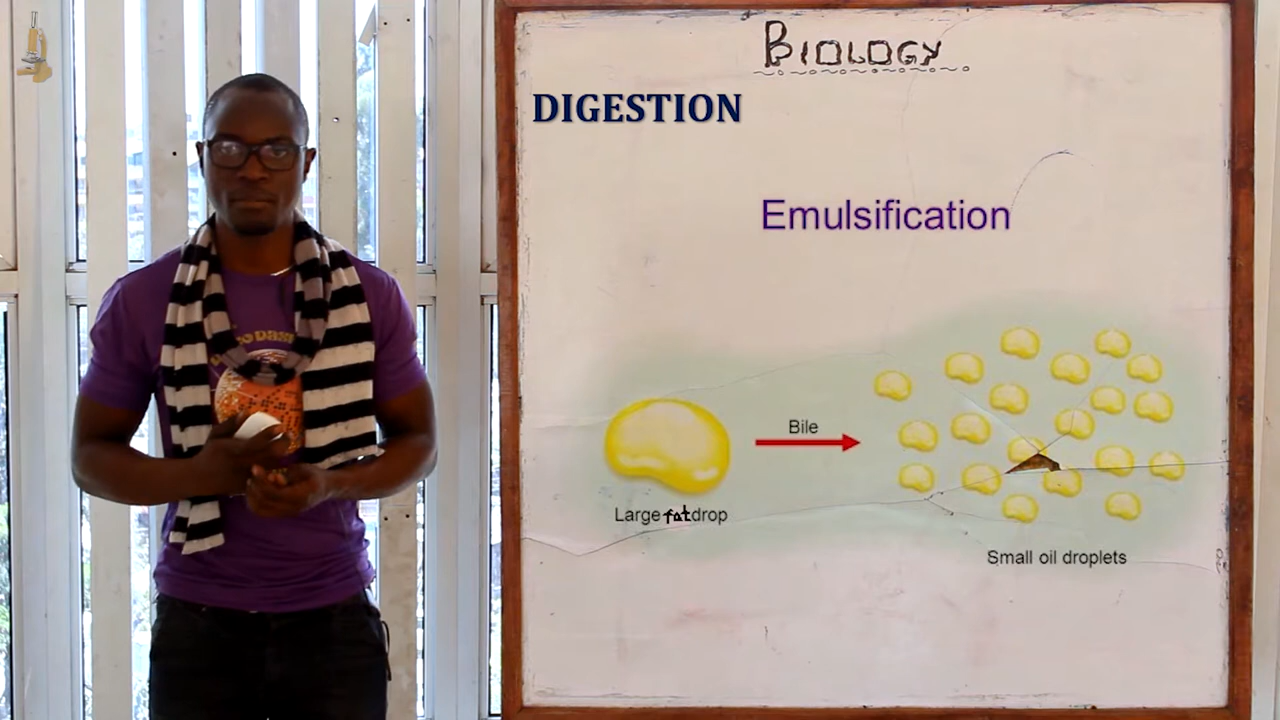 BIOLOGY
DIGESTION
Emulsification
Bile
Large fat drop
Small oil droplets